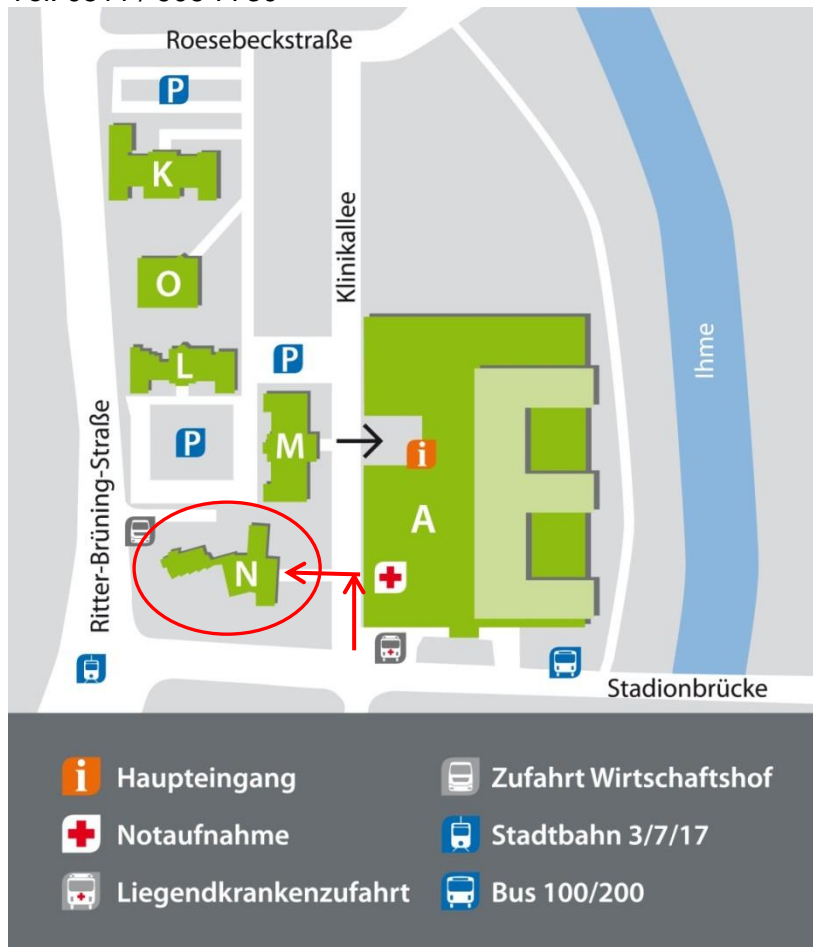 Roesebeckstraße
P
K
Klinikallee
O
Ihme
P
L
Ritter-Brüning-Straße
P
M
i
A
N
Stadionbrücke
i Haupteingang
Zufahrt Wirtschaftshof
Notaufnahme
Stadtbahn 3/7/17
Liegendkrankenzufahrt
Bus 100/200